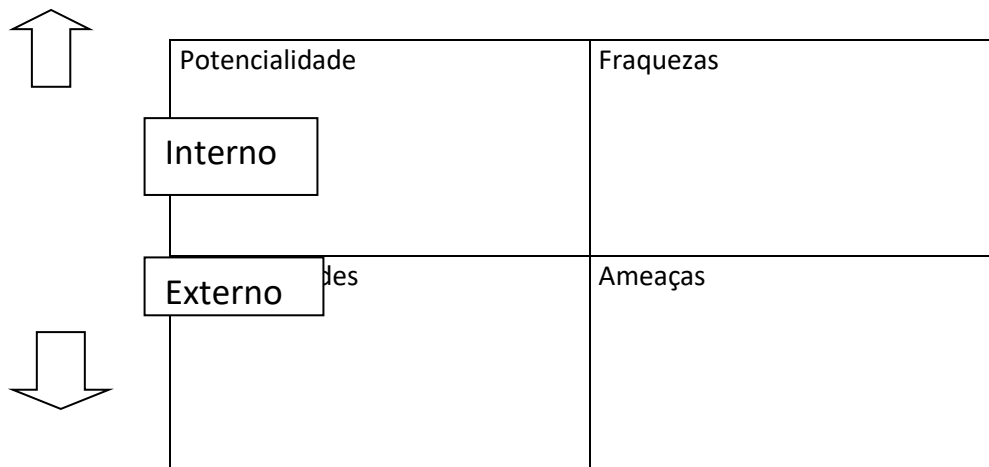 Potencialidade
Fraquezas
Interno
Externo
des
Ameaças